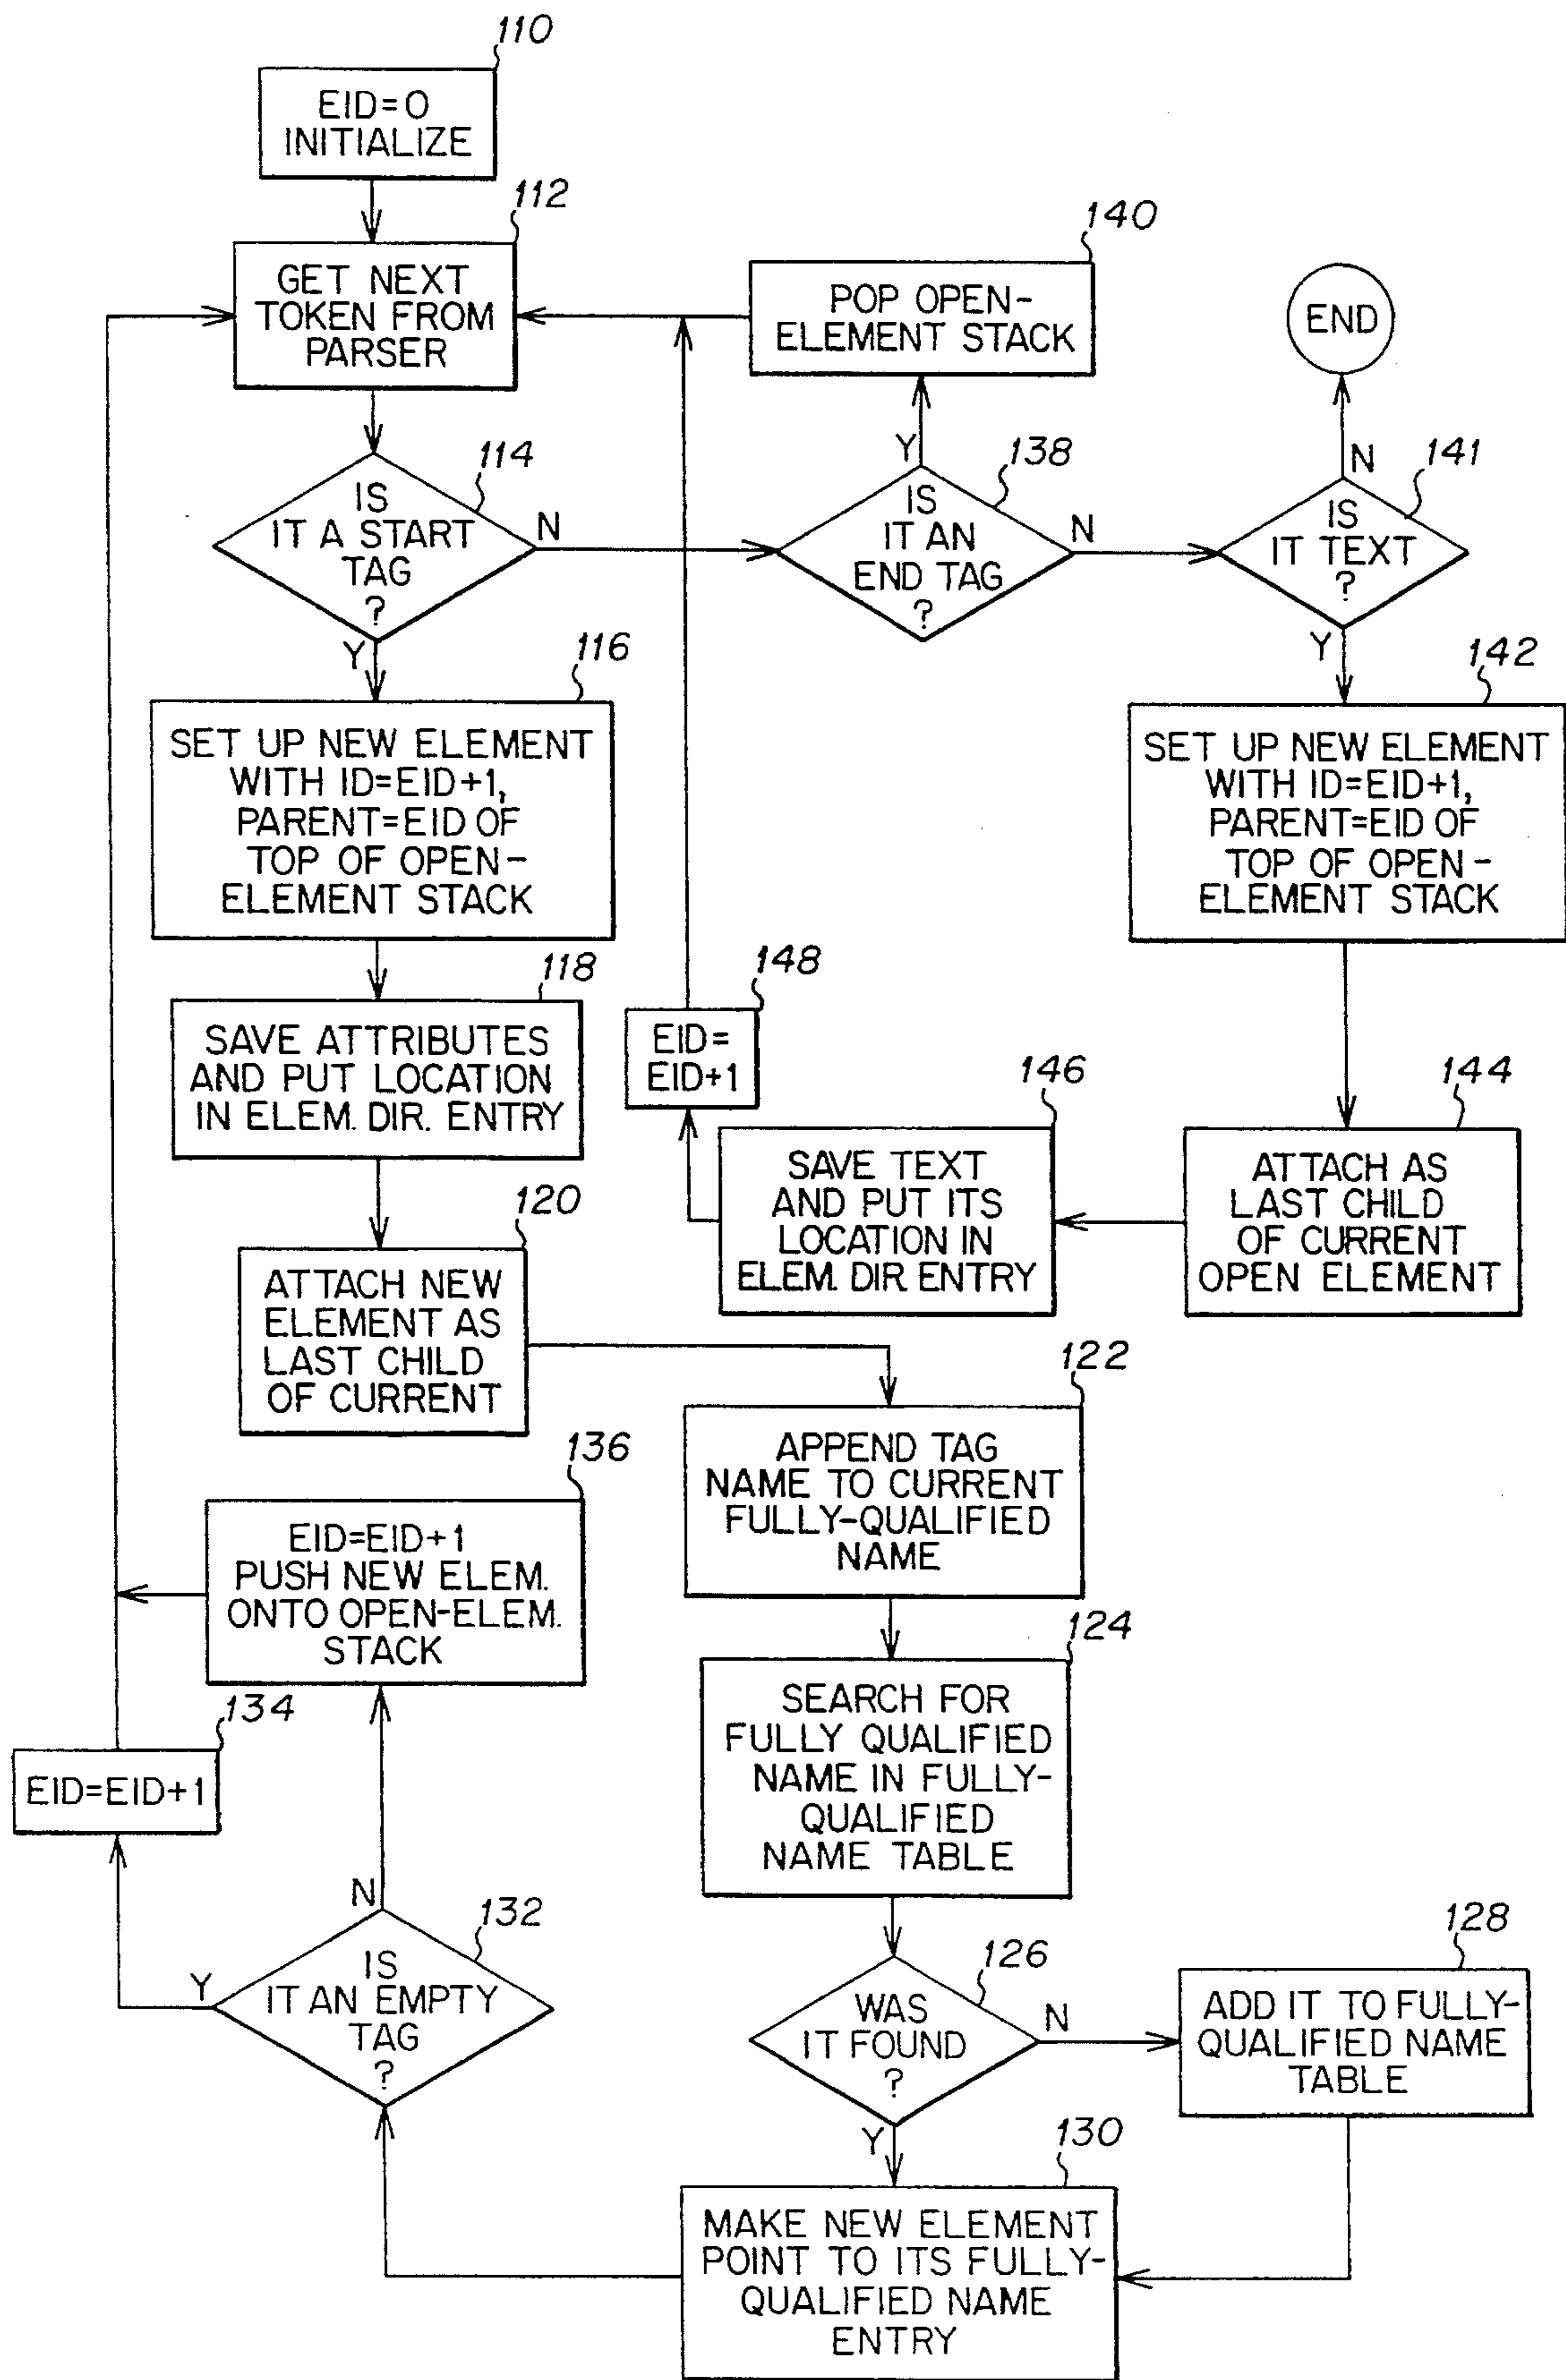 110
EID=0
INITIALIZE
112
GET NEXT
TOKEN FROM
PARSER
140
POP OPEN-
ELEMENT STACK
END
114
IS
IT A START
TAG
?
N
Y
138
IS
IT AN
END TAG
?
Y
N
141
IS
IT TEXT
?
N
Y
116
SET UP NEW ELEMENT
WITH ID=EID+1,
PARENT=EID OF
TOP OF OPEN-
ELEMENT STACK
142
SET UP NEW ELEMENT
WITH ID=EID+1,
PARENT=EID OF
TOP OF OPEN-
ELEMENT STACK
118
SAVE ATTRIBUTES
AND PUT LOCATION
IN ELEM. DIR. ENTRY
148
EID=
EID+1
146
SAVE TEXT
AND PUT ITS
LOCATION IN
ELEM. DIR ENTRY
144
ATTACH AS
LAST CHILD
OF CURRENT
OPEN ELEMENT
120
ATTACH NEW
ELEMENT AS
LAST CHILD
OF CURRENT
122
APPEND TAG
NAME TO CURRENT
FULLY-QUALIFIED
NAME
136
EID=EID+1
PUSH NEW ELEM.
ONTO OPEN-ELEM.
STACK
124
SEARCH FOR
FULLY QUALIFIED
NAME IN FULLY-
QUALIFIED
NAME TABLE
134
EID=EID+1
132
IS
IT AN EMPTY
TAG
?
N
Y
126
WAS
IT FOUND
?
N
Y
128
ADD IT TO FULLY-
QUALIFIED NAME
TABLE
130
MAKE NEW ELEMENT
POINT TO ITS FULLY-
QUALIFIED NAME
ENTRY